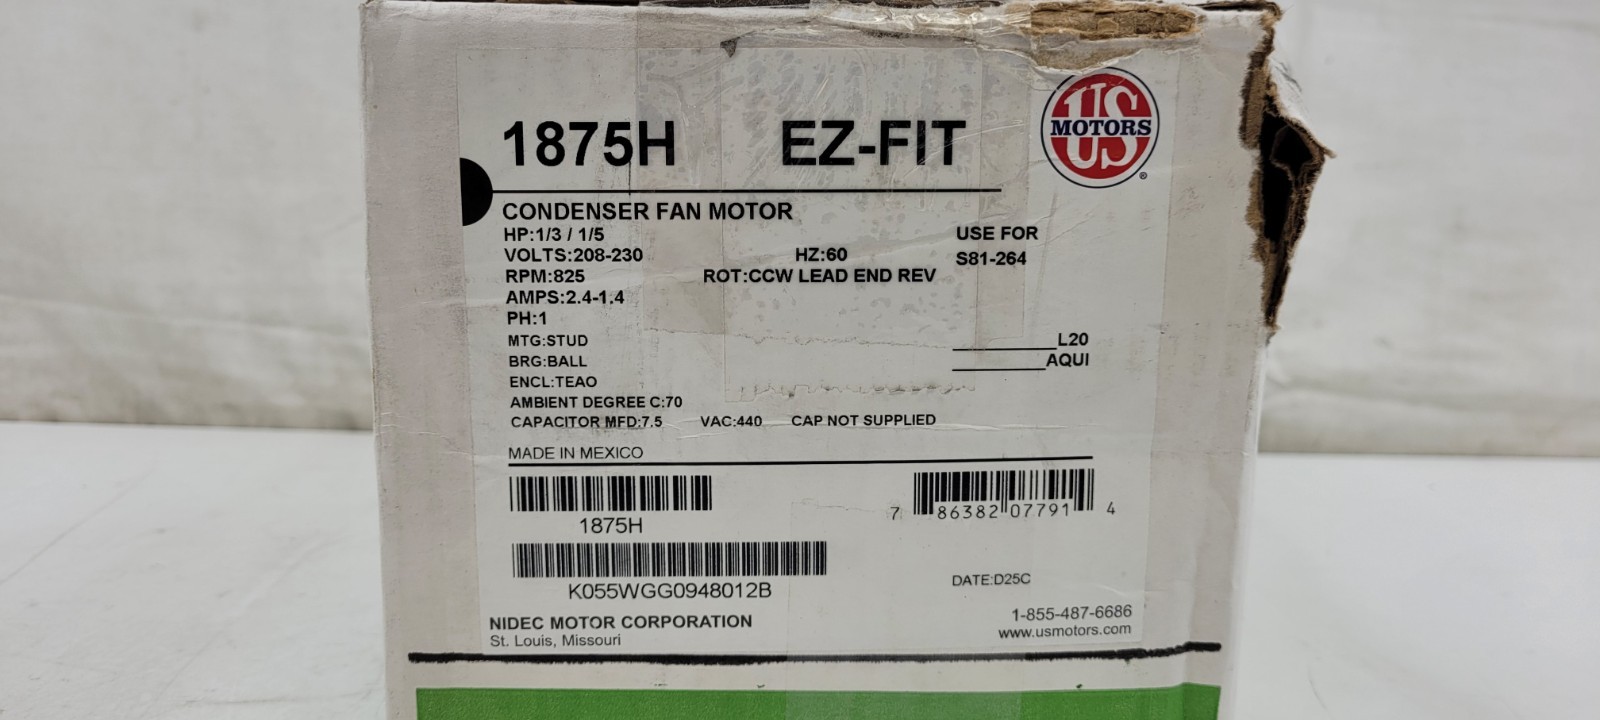 1875H EZ-FIT
US MOTORS ®
CONDENSER FAN MOTOR
HP:1/3 / 1/5 USE FOR
VOLTS:208-230 HZ:60 S81-264
RPM:825 ROT:CCW LEAD END REV
AMPS:2.4-1.4
PH:1
MTG:STUD L20
BRG:BALL AQUI
ENCL:TEAO
AMBIENT DEGREE C:70
CAPACITOR MFD:7.5 VAC:440 CAP NOT SUPPLIED
MADE IN MEXICO
1875H 7 86382 07791 4
K055WGG0948012B DATE:D25C
NIDEC MOTOR CORPORATION 1-855-487-6686
St. Louis, Missouri www.usmotors.com